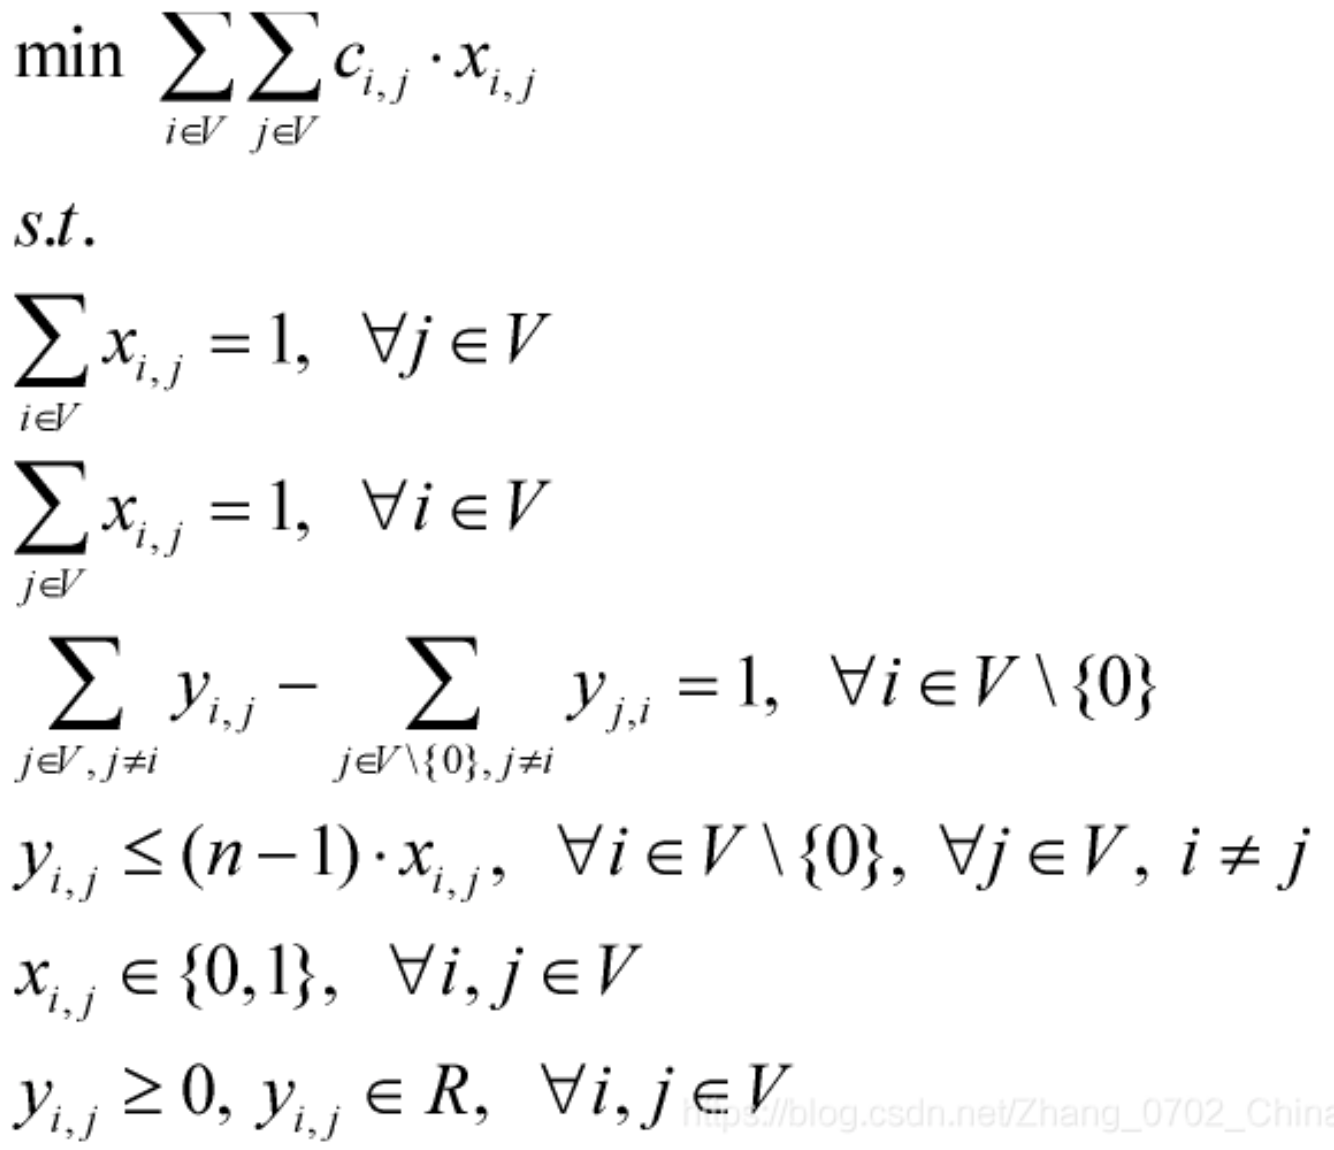 min ∑_{i∈V} ∑_{j∈V} c_{i,j} · x_{i,j}
s.t.
∑_{i∈V} x_{i,j} = 1, ∀j ∈ V
∑_{j∈V} x_{i,j} = 1, ∀i ∈ V
∑_{j∈V, j≠i} y_{i,j} − ∑_{j∈V\{0}, j≠i} y_{j,i} = 1, ∀i ∈ V \ {0}
y_{i,j} ≤ (n − 1) · x_{i,j}, ∀i ∈ V \ {0}, ∀j ∈ V, i ≠ j
x_{i,j} ∈ {0,1}, ∀i, j ∈ V
y_{i,j} ≥ 0, y_{i,j} ∈ R, ∀i, j ∈ V
https://blog.csdn.net/Zhang_0702_China